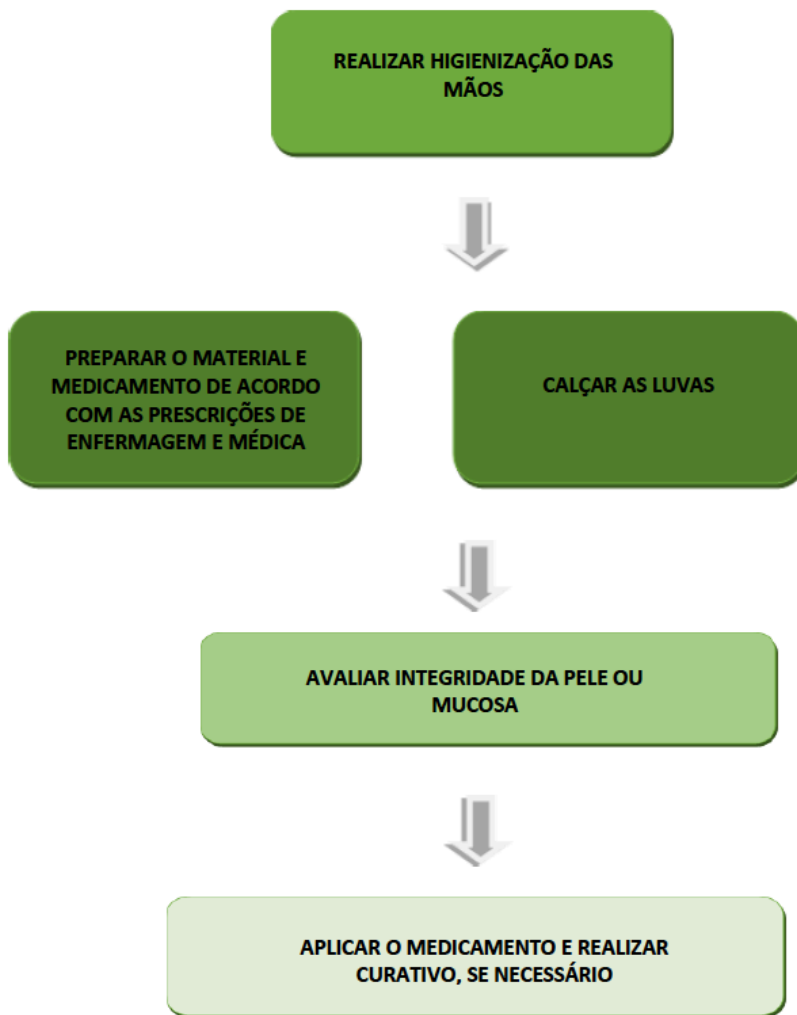 REALIZAR HIGIENIZAÇÃO DAS
MÃOS
PREPARAR O MATERIAL E
MEDICAMENTO DE ACORDO
COM AS PRESCRIÇÕES DE
ENFERMAGEM E MÉDICA
CALÇAR AS LUVAS
AVALIAR INTEGRIDADE DA PELE OU
MUCOSA
APLICAR O MEDICAMENTO E REALIZAR
CURATIVO, SE NECESSÁRIO